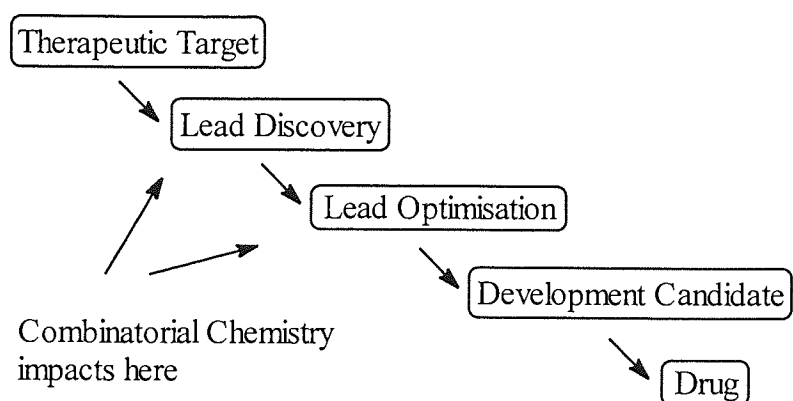 Therapeutic Target
Lead Discovery
Lead Optimisation
Development Candidate
Combinatorial Chemistry
impacts here
Drug